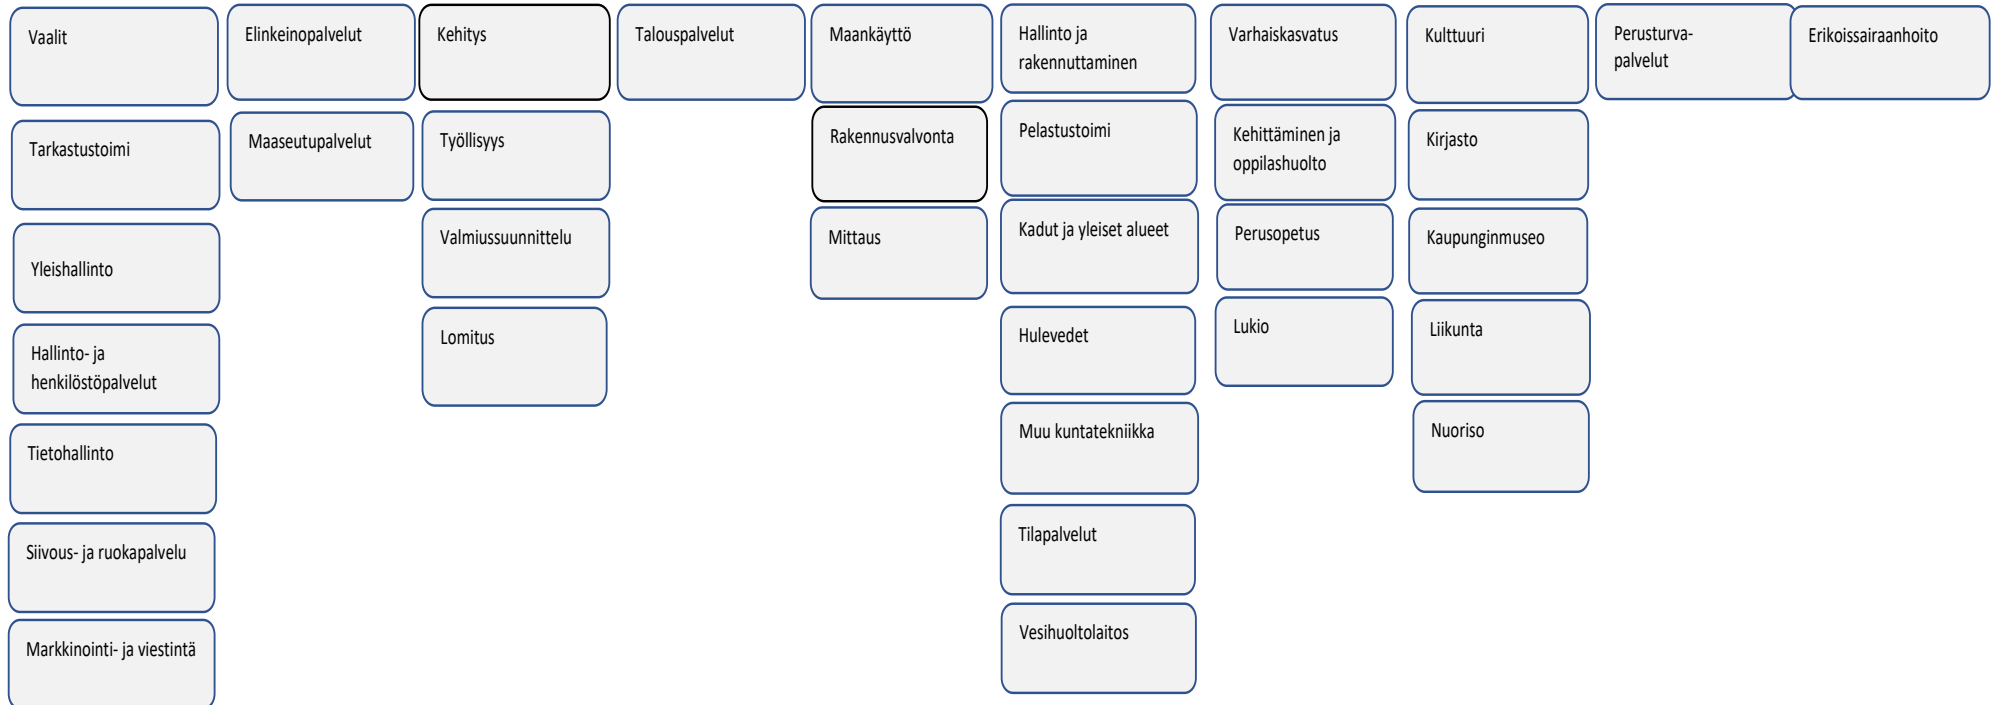 Vaalit
Tarkastustoimi
Yleishallinto
Hallinto- ja
henkilöstöpalvelut
Tietohallinto
Siivous- ja ruokapalvelu
Markkinointi- ja viestintä
Elinkeinopalvelut
Maaseutupalvelut
Kehitys
Työllisyys
Valmiussuunnittelu
Lomitus
Talouspalvelut
Maankäyttö
Rakennusvalvonta
Mittaus
Hallinto ja
rakennuttaminen
Pelastustoimi
Kadut ja yleiset alueet
Hulevedet
Muu kuntatekniikka
Tilapalvelut
Vesihuoltolaitos
Varhaiskasvatus
Kehittäminen ja
oppilashuolto
Perusopetus
Lukio
Kulttuuri
Kirjasto
Kaupunginmuseo
Liikunta
Nuoriso
Perusturva-
palvelut
Erikoissairaanhoito